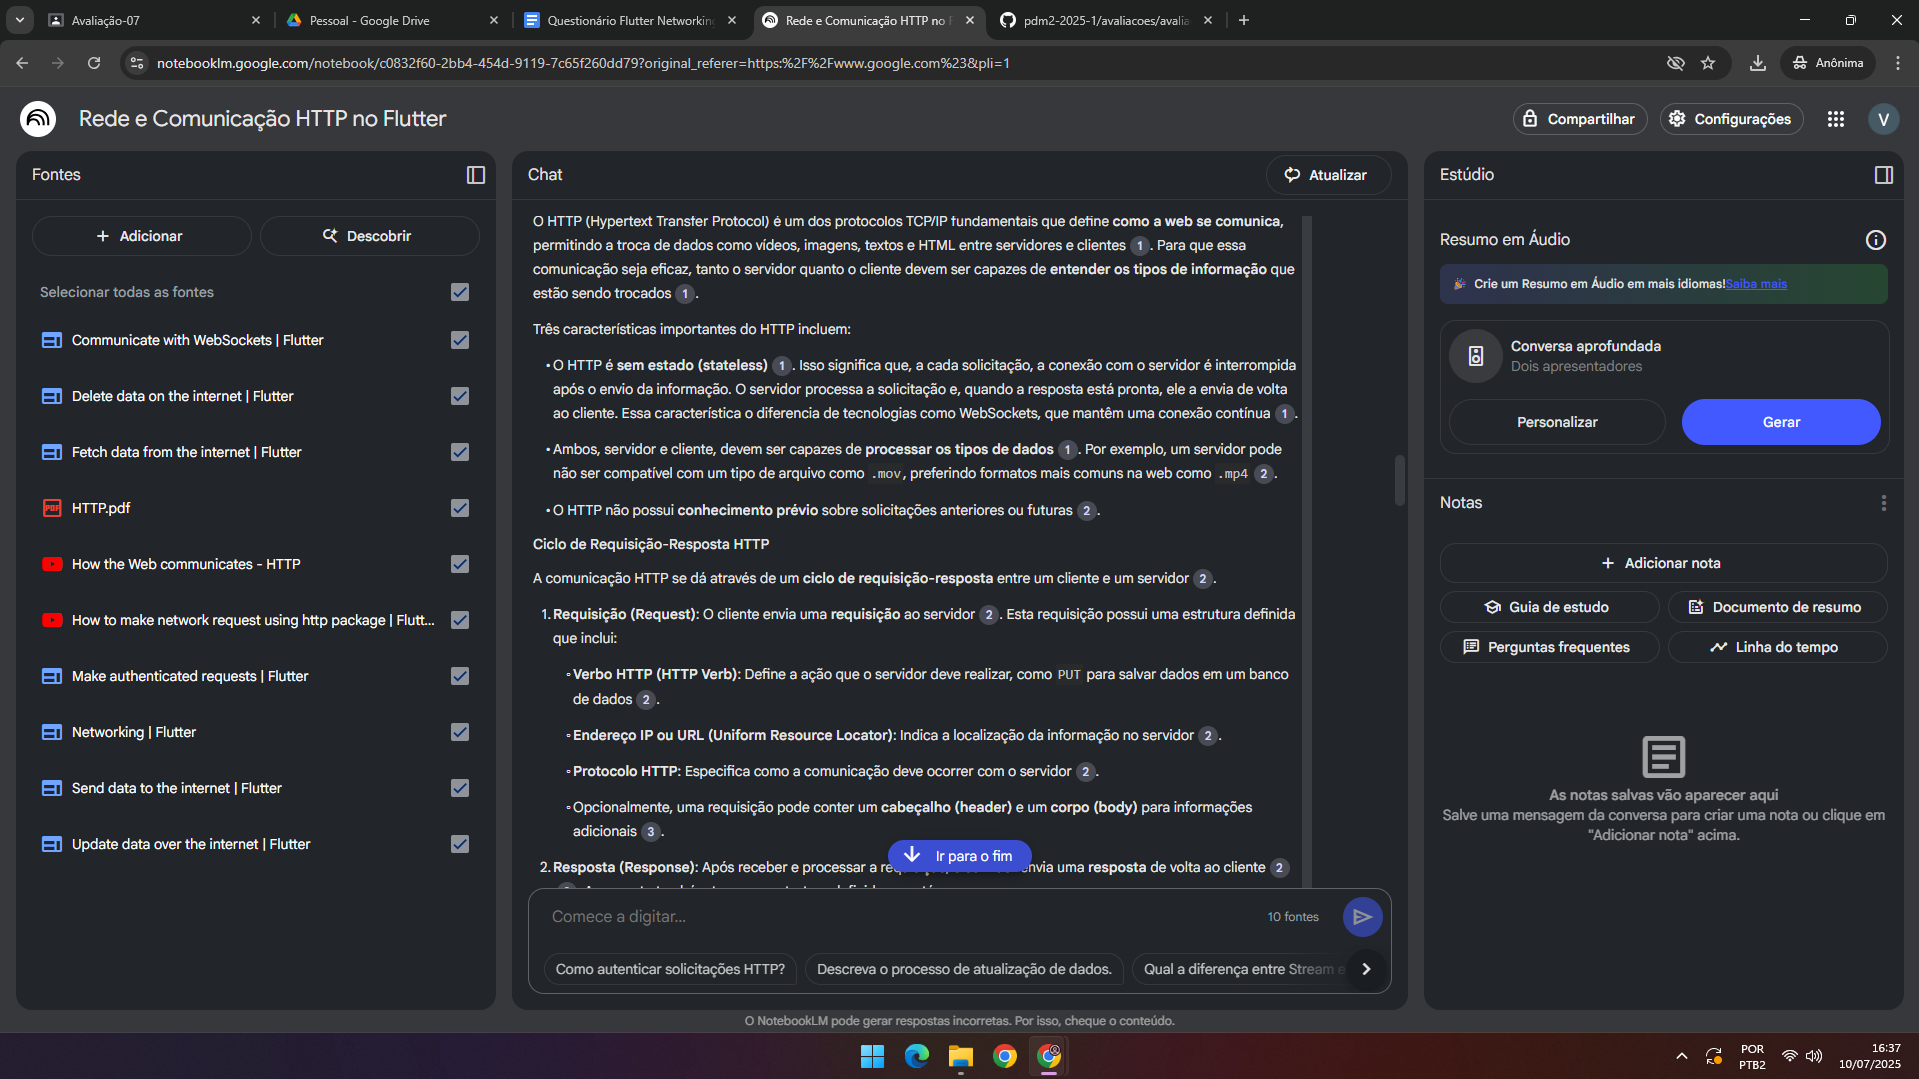 Avaliação-07
Pessoal - Google Drive
Questionário Flutter Networking
Rede e Comunicação HTTP no F
pdm2-2025-1/avaliacoes/avalia
notebooklm.google.com/notebook/c0832f60-2bb4-454d-9119-7c65f260dd79?original_referer=https:%2F%2Fwww.google.com%23&pli=1
Anônima
Rede e Comunicação HTTP no Flutter
Compartilhar
Configurações
V
Fontes
Adicionar
Descobrir
Selecionar todas as fontes
Communicate with WebSockets | Flutter
Delete data on the internet | Flutter
Fetch data from the internet | Flutter
PDF HTTP.pdf
How the Web communicates - HTTP
How to make network request using http package | Flutt...
Make authenticated requests | Flutter
Networking | Flutter
Send data to the internet | Flutter
Update data over the internet | Flutter
Chat
Atualizar
O HTTP (Hypertext Transfer Protocol) é um dos protocolos TCP/IP fundamentais que define como a web se comunica,
permitindo a troca de dados como vídeos, imagens, textos e HTML entre servidores e clientes 1. Para que essa
comunicação seja eficaz, tanto o servidor quanto o cliente devem ser capazes de entender os tipos de informação que
estão sendo trocados 1.
Três características importantes do HTTP incluem:
• O HTTP é sem estado (stateless) 1. Isso significa que, a cada solicitação, a conexão com o servidor é interrompida
após o envio da informação. O servidor processa a solicitação e, quando a resposta está pronta, ele a envia de volta
ao cliente. Essa característica o diferencia de tecnologias como WebSockets, que mantêm uma conexão contínua 1.
• Ambos, servidor e cliente, devem ser capazes de processar os tipos de dados 1. Por exemplo, um servidor pode
não ser compatível com um tipo de arquivo como .mov, preferindo formatos mais comuns na web como .mp4 2.
• O HTTP não possui conhecimento prévio sobre solicitações anteriores ou futuras 2.
Ciclo de Requisição-Resposta HTTP
A comunicação HTTP se dá através de um ciclo de requisição-resposta entre um cliente e um servidor 2.
1. Requisição (Request): O cliente envia uma requisição ao servidor 2. Esta requisição possui uma estrutura definida
que inclui:
◦ Verbo HTTP (HTTP Verb): Define a ação que o servidor deve realizar, como PUT para salvar dados em um banco
de dados 2.
◦ Endereço IP ou URL (Uniform Resource Locator): Indica a localização da informação no servidor 2.
◦ Protocolo HTTP: Especifica como a comunicação deve ocorrer com o servidor 2.
◦ Opcionalmente, uma requisição pode conter um cabeçalho (header) e um corpo (body) para informações
adicionais 3.
2. Resposta (Response): Após receber e processar a envia uma resposta de volta ao cliente 2
Ir para o fim
Comece a digitar...
10 fontes
Como autenticar solicitações HTTP?
Descreva o processo de atualização de dados.
Qual a diferença entre Stream e
O NotebookLM pode gerar respostas incorretas. Por isso, cheque o conteúdo.
Estúdio
Resumo em Áudio
Crie um Resumo em Áudio em mais idiomas!Saiba mais
Conversa aprofundada
Dois apresentadores
Personalizar
Gerar
Notas
Adicionar nota
Guia de estudo
Documento de resumo
Perguntas frequentes
Linha do tempo
As notas salvas vão aparecer aqui
Salve uma mensagem da conversa para criar uma nota ou clique em
"Adicionar nota" acima.
POR
PTB2
16:37
10/07/2025